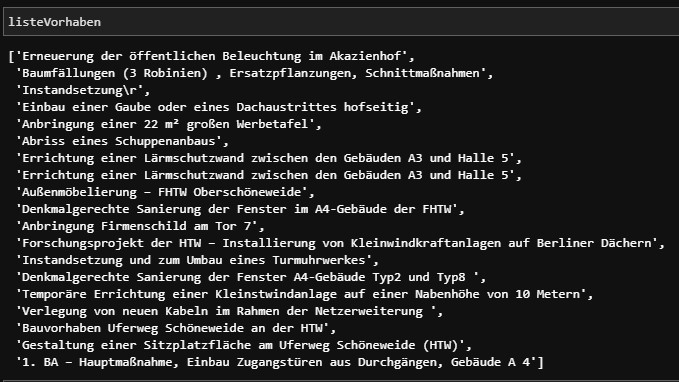 listeVorhaben
['Erneuerung der öffentlichen Beleuchtung im Akazienhof',
'Baumfällungen (3 Robinien) , Ersatzpflanzungen, Schnittmaßnahmen',
'Instandsetzung\r',
'Einbau einer Gaube oder eines Dachaustrittes hofseitig',
'Anbringung einer 22 m² großen Werbetafel',
'Abriss eines Schuppenanbaus',
'Errichtung einer Lärmschutzwand zwischen den Gebäuden A3 und Halle 5',
'Errichtung einer Lärmschutzwand zwischen den Gebäuden A3 und Halle 5',
'Außenmöbelierung – FHTW Oberschöneweide',
'Denkmalgerechte Sanierung der Fenster im A4-Gebäude der FHTW',
'Anbringung Firmenschild am Tor 7',
'Forschungsprojekt der HTW – Installierung von Kleinwindkraftanlagen auf Berliner Dächern',
'Instandsetzung und zum Umbau eines Turmuhrwerkes',
'Denkmalgerechte Sanierung der Fenster A4-Gebäude Typ2 und Typ8 ',
'Temporäre Errichtung einer Kleinstwindanlage auf einer Nabenhöhe von 10 Metern',
'Verlegung von neuen Kabeln im Rahmen der Netzerweiterung ',
'Bauvorhaben Uferweg Schöneweide an der HTW',
'Gestaltung einer Sitzplatzfläche am Uferweg Schöneweide (HTW)',
'1. BA – Hauptmaßnahme, Einbau Zugangstüren aus Durchgängen, Gebäude A 4']